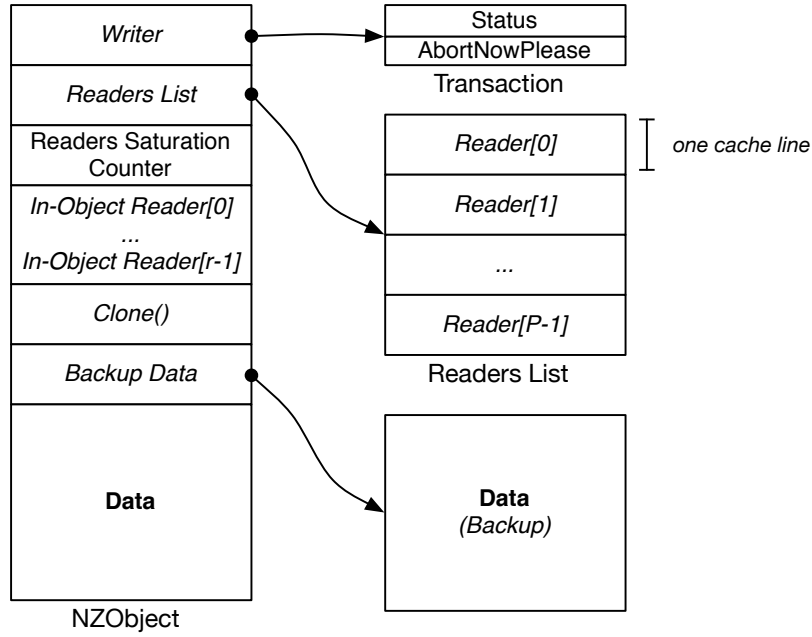 Writer
Readers List
Readers Saturation
Counter
In-Object Reader[0]
...
In-Object Reader[r-1]
Clone()
Backup Data
Data
NZObject
Status
AbortNowPlease
Transaction
Reader[0]
one cache line
Reader[1]
...
Reader[P-1]
Readers List
Data
(Backup)